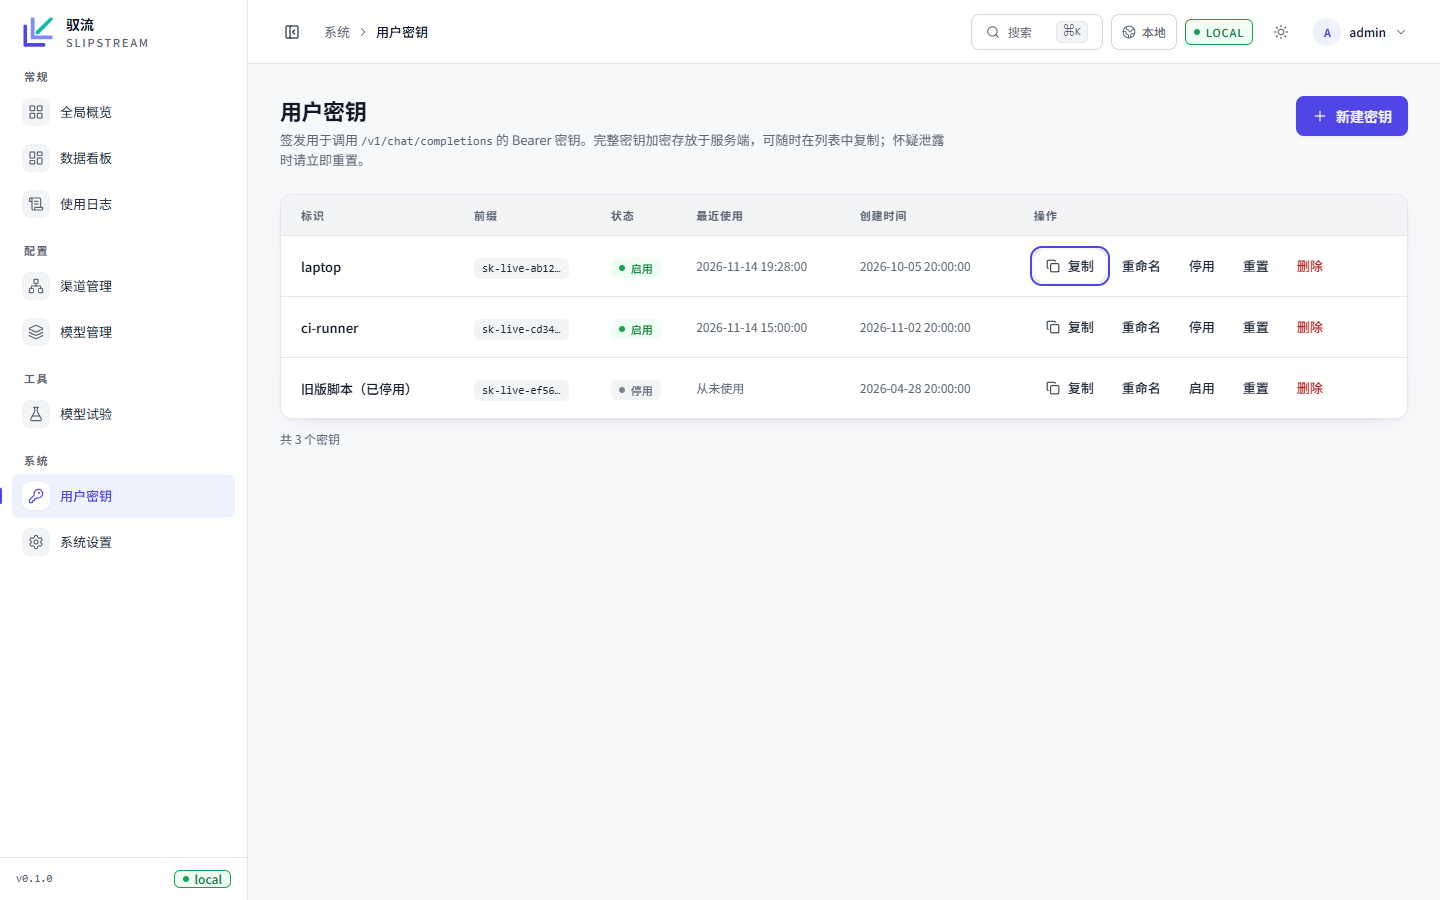 驭流
SLIPSTREAM
常规
全局概览
数据看板
使用日志
配置
渠道管理
模型管理
工具
模型试验
系统
用户密钥
系统设置
v0.1.0
local
系统 > 用户密钥
搜索 ⌘K
本地
LOCAL
A admin
用户密钥
签发用于调用 /v1/chat/completions 的 Bearer 密钥。完整密钥加密存放于服务端，可随时在列表中复制；怀疑泄露
时请立即重置。
+ 新建密钥
标识 前缀 状态 最近使用 创建时间 操作
laptop sk-live-ab12… 启用 2026-11-14 19:28:00 2026-10-05 20:00:00 复制 重命名 停用 重置 删除
ci-runner sk-live-cd34… 启用 2026-11-14 15:00:00 2026-11-02 20:00:00 复制 重命名 停用 重置 删除
旧版脚本（已停用） sk-live-ef56… 停用 从未使用 2026-04-28 20:00:00 复制 重命名 启用 重置 删除
共 3 个密钥